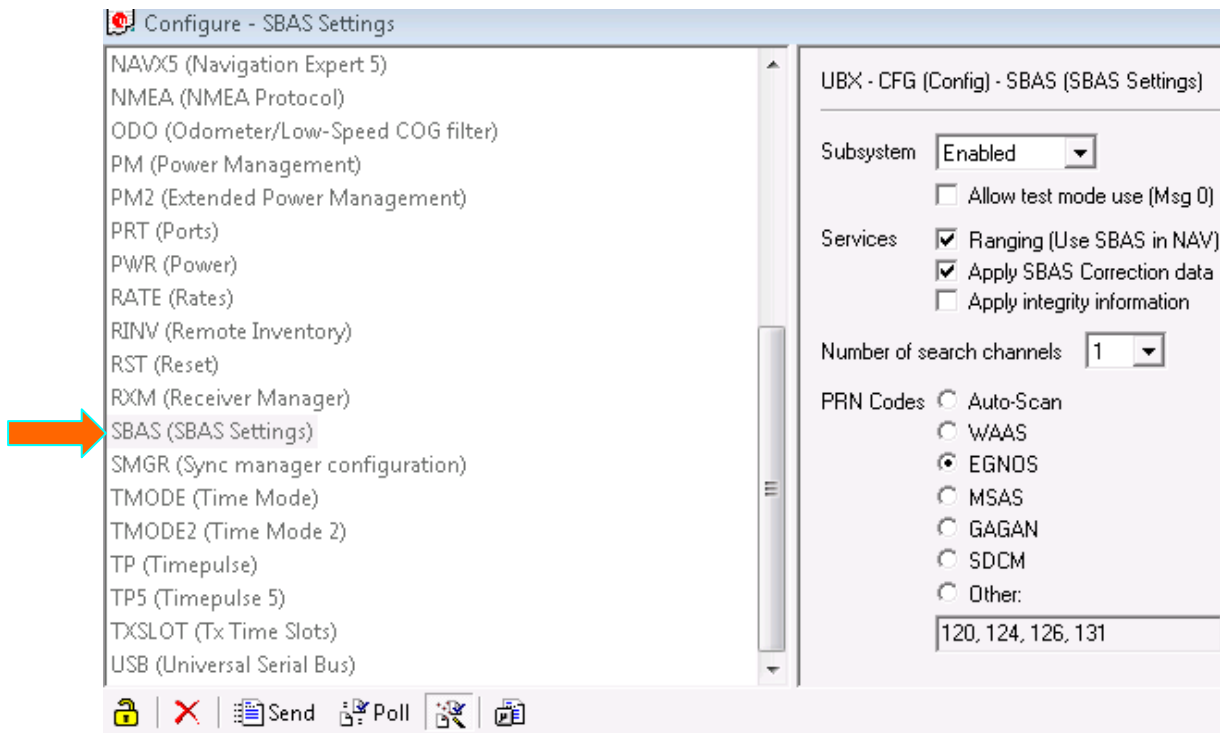 Configure - SBAS Settings
NAVX5 (Navigation Expert 5)
NMEA (NMEA Protocol)
ODO (Odometer/Low-Speed COG filter)
PM (Power Management)
PM2 (Extended Power Management)
PRT (Ports)
PWR (Power)
RATE (Rates)
RINV (Remote Inventory)
RST (Reset)
RXM (Receiver Manager)
SBAS (SBAS Settings)
SMGR (Sync manager configuration)
TMODE (Time Mode)
TMODE2 (Time Mode 2)
TP (Timepulse)
TP5 (Timepulse 5)
TXSLOT (Tx Time Slots)
USB (Universal Serial Bus)
UBX - CFG (Config) - SBAS (SBAS Settings)
Subsystem Enabled
Allow test mode use (Msg 0)
Services Ranging (Use SBAS in NAV)
Apply SBAS Correction data
Apply integrity information
Number of search channels 1
PRN Codes Auto-Scan
WAAS
EGNOS
MSAS
GAGAN
SDCM
Other:
120, 124, 126, 131
Send Poll